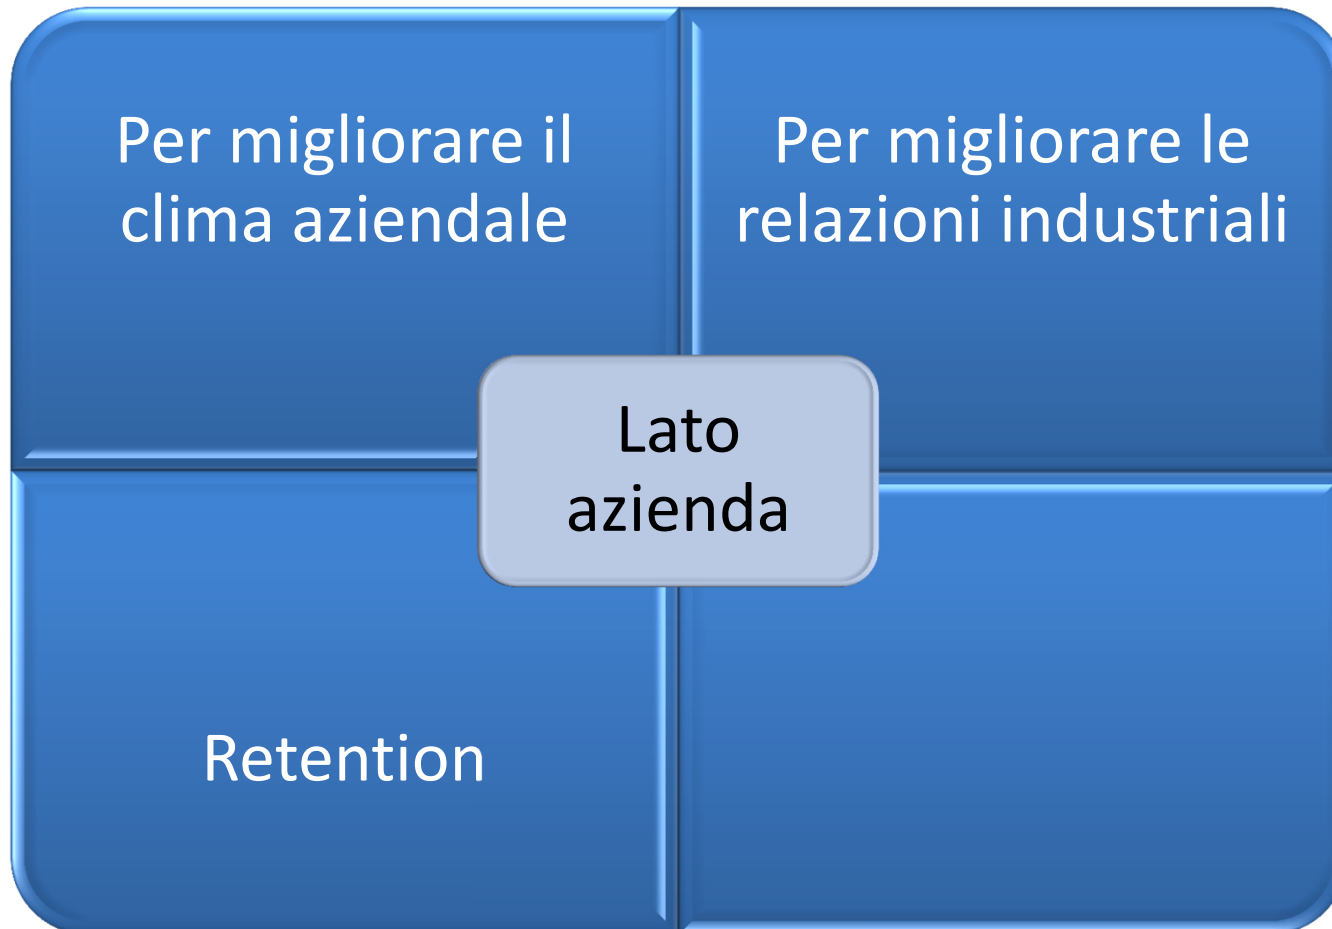 Per migliorare il
clima aziendale
Per migliorare le
relazioni industriali
Lato
azienda
Retention